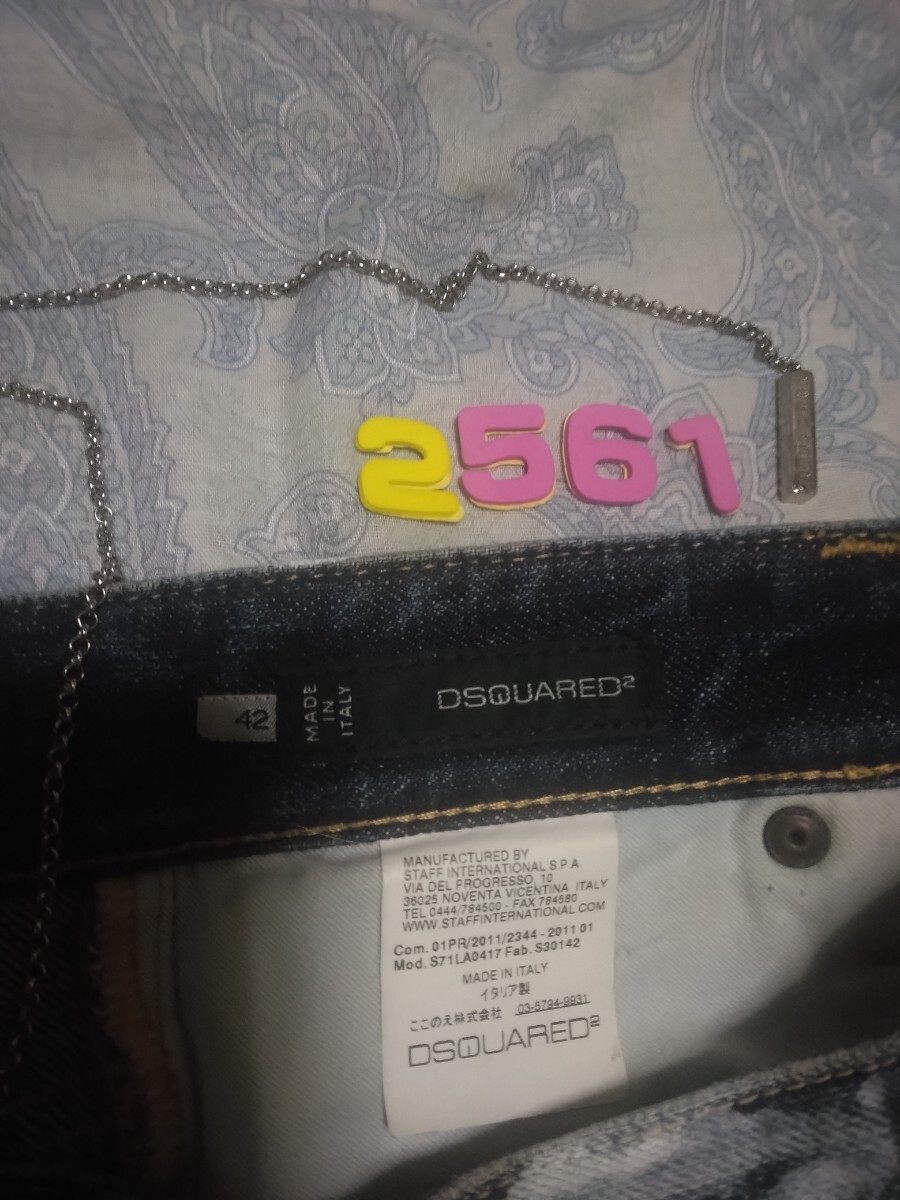 2561
DSQUARED²
MADE
IN
ITALY
42
MANUFACTURED BY
STAFF INTERNATIONAL S.P.A.
VIA DEL PROGRESSO, 10
36025 NOVENTA VICENTINA ITALY
TEL 0444/784500 - FAX 784580
WWW.STAFFINTERNATIONAL.COM
Com. 01PR/2011/2344 - 2011 01
Mod. S71LA0417 Fab. S30142
MADE IN ITALY
イタリア製
ここのえ株式会社 03-5794-9931
DSQUARED²